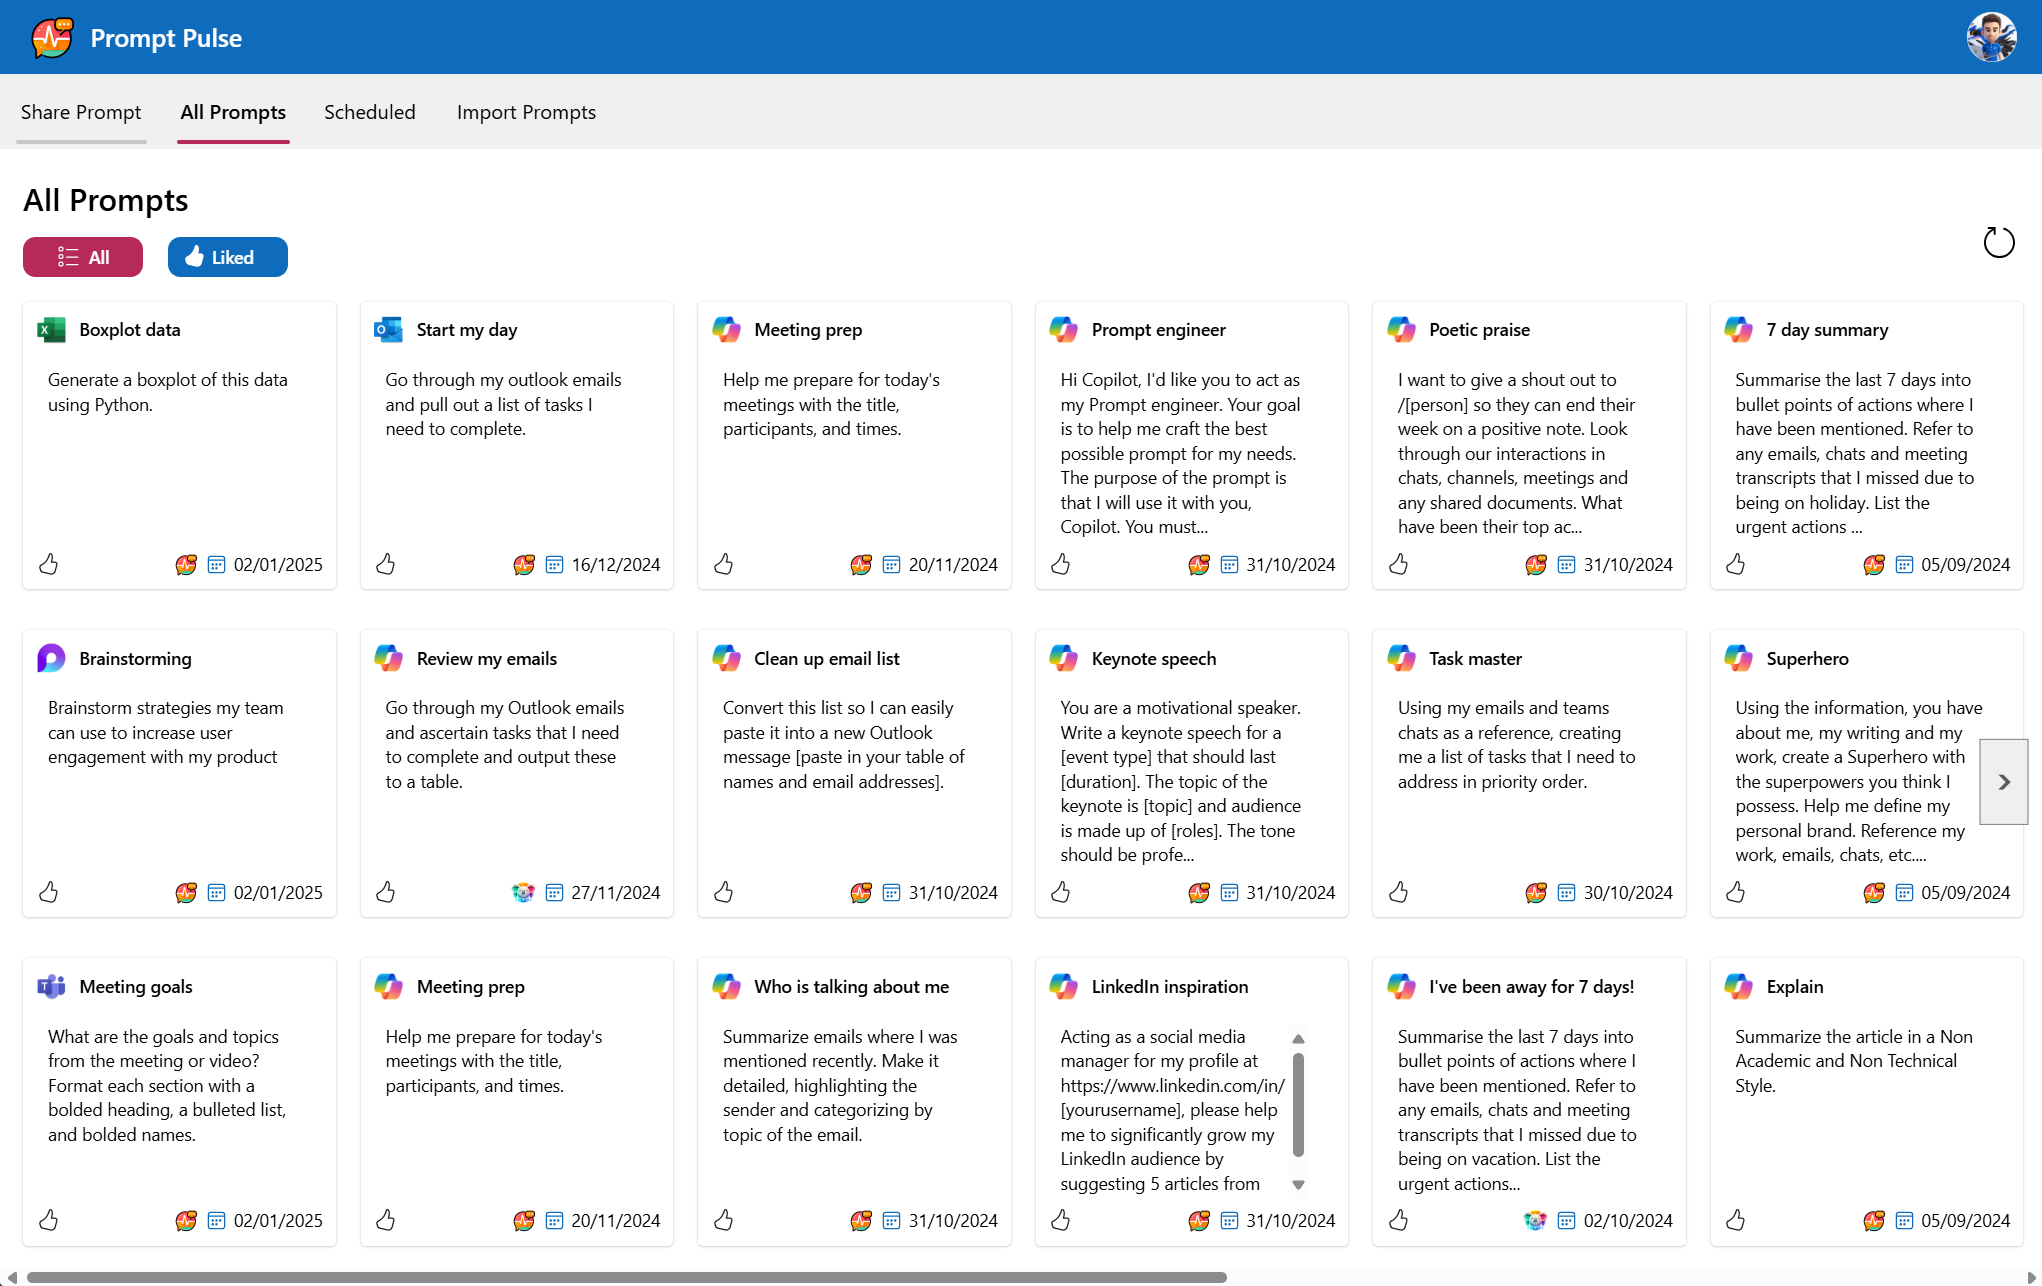 Prompt Pulse
Share Prompt
All Prompts
Scheduled
Import Prompts
All Prompts
All
Liked
Boxplot data
Generate a boxplot of this data
using Python.
02/01/2025
Start my day
Go through my outlook emails
and pull out a list of tasks I
need to complete.
16/12/2024
Meeting prep
Help me prepare for today's
meetings with the title,
participants, and times.
20/11/2024
Prompt engineer
Hi Copilot, I'd like you to act as
my Prompt engineer. Your goal
is to help me craft the best
possible prompt for my needs.
The purpose of the prompt is
that I will use it with you,
Copilot. You must...
31/10/2024
Poetic praise
I want to give a shout out to
/[person] so they can end their
week on a positive note. Look
through our interactions in
chats, channels, meetings and
any shared documents. What
have been their top ac...
31/10/2024
7 day summary
Summarise the last 7 days into
bullet points of actions where I
have been mentioned. Refer to
any emails, chats and meeting
transcripts that I missed due to
being on holiday. List the
urgent actions ...
05/09/2024
Brainstorming
Brainstorm strategies my team
can use to increase user
engagement with my product
02/01/2025
Review my emails
Go through my Outlook emails
and ascertain tasks that I need
to complete and output these
to a table.
27/11/2024
Clean up email list
Convert this list so I can easily
paste it into a new Outlook
message [paste in your table of
names and email addresses].
31/10/2024
Keynote speech
You are a motivational speaker.
Write a keynote speech for a
[event type] that should last
[duration]. The topic of the
keynote is [topic] and audience
is made up of [roles]. The tone
should be profe...
31/10/2024
Task master
Using my emails and teams
chats as a reference, creating
me a list of tasks that I need to
address in priority order.
30/10/2024
Superhero
Using the information, you have
about me, my writing and my
work, create a Superhero with
the superpowers you think I
possess. Help me define my
personal brand. Reference my
work, emails, chats, etc....
05/09/2024
Meeting goals
What are the goals and topics
from the meeting or video?
Format each section with a
bolded heading, a bulleted list,
and bolded names.
02/01/2025
Meeting prep
Help me prepare for today's
meetings with the title,
participants, and times.
20/11/2024
Who is talking about me
Summarize emails where I was
mentioned recently. Make it
detailed, highlighting the
sender and categorizing by
topic of the email.
31/10/2024
LinkedIn inspiration
Acting as a social media
manager for my profile at
https://www.linkedin.com/in/
[yourusername], please help
me to significantly grow my
LinkedIn audience by
suggesting 5 articles from
31/10/2024
I've been away for 7 days!
Summarise the last 7 days into
bullet points of actions where I
have been mentioned. Refer to
any emails, chats and meeting
transcripts that I missed due to
being on vacation. List the
urgent actions...
02/10/2024
Explain
Summarize the article in a Non
Academic and Non Technical
Style.
05/09/2024